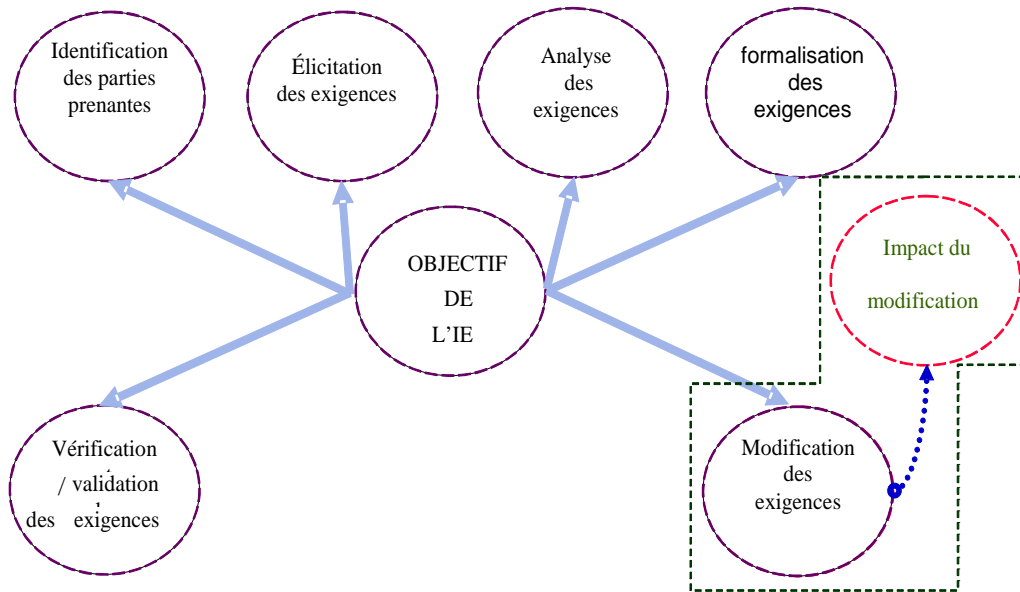 Identification
des parties
prenantes
Élicitation
des exigences
Analyse
des
exigences
formalisation
des
exigences
OBJECTIF
DE
L'IE
Impact du
modification
Vérification
/ validation
des exigences
Modification
des
exigences